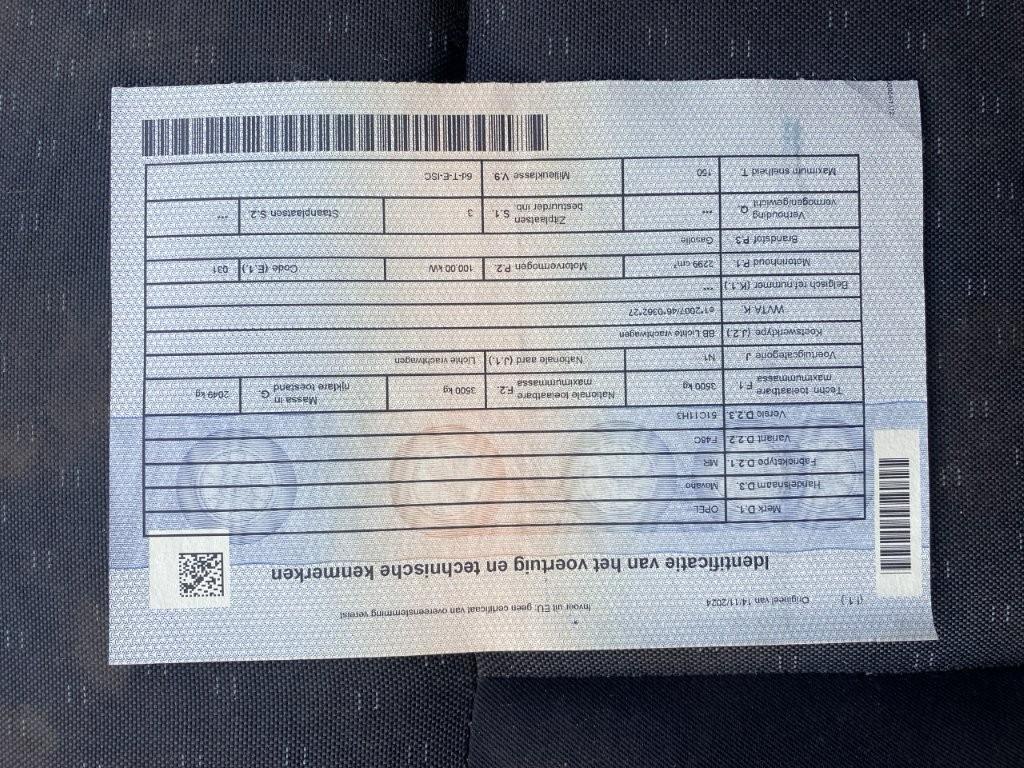 (1.1.) Origineel van 14/11/2024
Invoer uit EU: geen certificaat van overeenstemming vereist
Identificatie van het voertuig en technische kenmerken
Merk D.1. OPEL
Handelsnaam D.3. Movano
Fabriekstype D.2.1. MR
Variant D.2.2. F46C
Versio D.2.3. 51C11H3
Techn toelaatbare maximummassa F.1 3500 kg Nationale toelaatbare maximummassa F.2 3500 kg Massa in rijklare toestand G. 2049 kg
Voertuigcategorie J. N1 Nationale aard (J.1) Lichte vrachtwagen
Koetswerktype (J.2.) BB Lichte vrachtwagen
WVTA K. e1*2007/46*0362*27
Belgisch ref.nummer (K.1.) ***
Motorinhoud P.1. 2299 cm³ Motorvermogen P.2. 100.00 kW Code (E) (1.) 031
Brandstof P.3. Gasolie
Verhouding vermogen/gewicht Q. *** Zitplaatsen bestuurder inb S.1. 3 Staanplaatsen S.2. ***
Maximum snelheid T. 150 Milieuklasse V.9. 6d-T-E-ISC